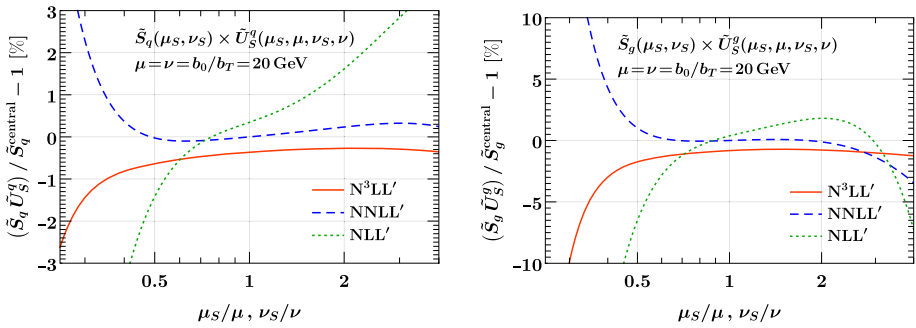 S̃_q(μ_S, ν_S) × Ũ_S^q(μ_S, μ, ν_S, ν)
μ = ν = b_0/b_T = 20 GeV
(S̃_q Ũ_S^q) / S̃_q^central − 1 [%]
3
2
1
0
−1
−2
−3
N³LL′
NNLL′
NLL′
0.5
1
2
μ_S/μ , ν_S/ν
S̃_g(μ_S, ν_S) × Ũ_S^g(μ_S, μ, ν_S, ν)
μ = ν = b_0/b_T = 20 GeV
(S̃_g Ũ_S^g) / S̃_g^central − 1 [%]
10
5
0
−5
−10
N³LL′
NNLL′
NLL′
0.5
1
2
μ_S/μ , ν_S/ν